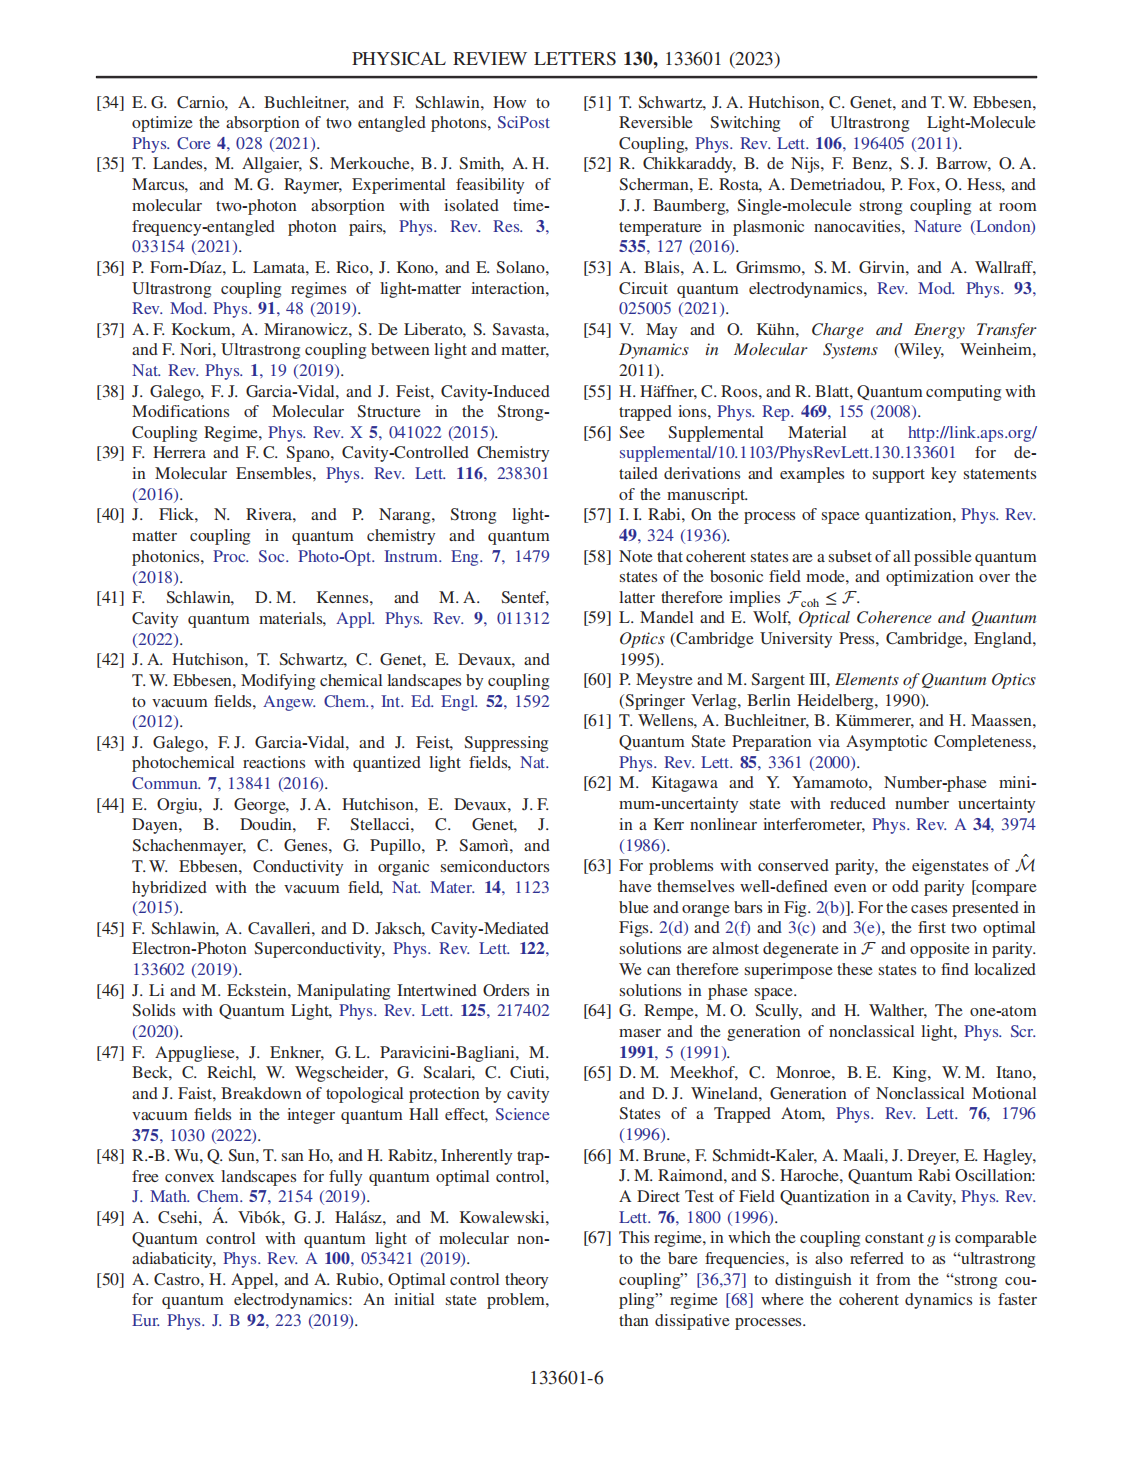 PHYSICAL REVIEW LETTERS 130, 133601 (2023)
[34] E. G. Carnio, A. Buchleitner, and F. Schlawin, How to
optimize the absorption of two entangled photons, SciPost
Phys. Core 4, 028 (2021).
[35] T. Landes, M. Allgaier, S. Merkouche, B. J. Smith, A. H.
Marcus, and M. G. Raymer, Experimental feasibility of
molecular two-photon absorption with isolated time-
frequency-entangled photon pairs, Phys. Rev. Res. 3,
033154 (2021).
[36] P. Forn-Díaz, L. Lamata, E. Rico, J. Kono, and E. Solano,
Ultrastrong coupling regimes of light-matter interaction,
Rev. Mod. Phys. 91, 48 (2019).
[37] A. F. Kockum, A. Miranowicz, S. De Liberato, S. Savasta,
and F. Nori, Ultrastrong coupling between light and matter,
Nat. Rev. Phys. 1, 19 (2019).
[38] J. Galego, F. J. Garcia-Vidal, and J. Feist, Cavity-Induced
Modifications of Molecular Structure in the Strong-
Coupling Regime, Phys. Rev. X 5, 041022 (2015).
[39] F. Herrera and F. C. Spano, Cavity-Controlled Chemistry
in Molecular Ensembles, Phys. Rev. Lett. 116, 238301
(2016).
[40] J. Flick, N. Rivera, and P. Narang, Strong light-
matter coupling in quantum chemistry and quantum
photonics, Proc. Soc. Photo-Opt. Instrum. Eng. 7, 1479
(2018).
[41] F. Schlawin, D. M. Kennes, and M. A. Sentef,
Cavity quantum materials, Appl. Phys. Rev. 9, 011312
(2022).
[42] J. A. Hutchison, T. Schwartz, C. Genet, E. Devaux, and
T. W. Ebbesen, Modifying chemical landscapes by coupling
to vacuum fields, Angew. Chem., Int. Ed. Engl. 52, 1592
(2012).
[43] J. Galego, F. J. Garcia-Vidal, and J. Feist, Suppressing
photochemical reactions with quantized light fields, Nat.
Commun. 7, 13841 (2016).
[44] E. Orgiu, J. George, J. A. Hutchison, E. Devaux, J. F.
Dayen, B. Doudin, F. Stellacci, C. Genet, J.
Schachenmayer, C. Genes, G. Pupillo, P. Samorì, and
T. W. Ebbesen, Conductivity in organic semiconductors
hybridized with the vacuum field, Nat. Mater. 14, 1123
(2015).
[45] F. Schlawin, A. Cavalleri, and D. Jaksch, Cavity-Mediated
Electron-Photon Superconductivity, Phys. Rev. Lett. 122,
133602 (2019).
[46] J. Li and M. Eckstein, Manipulating Intertwined Orders in
Solids with Quantum Light, Phys. Rev. Lett. 125, 217402
(2020).
[47] F. Appugliese, J. Enkner, G. L. Paravicini-Bagliani, M.
Beck, C. Reichl, W. Wegscheider, G. Scalari, C. Ciuti,
and J. Faist, Breakdown of topological protection by cavity
vacuum fields in the integer quantum Hall effect, Science
375, 1030 (2022).
[48] R.-B. Wu, Q. Sun, T. san Ho, and H. Rabitz, Inherently trap-
free convex landscapes for fully quantum optimal control,
J. Math. Chem. 57, 2154 (2019).
[49] A. Csehi, Á. Vibók, G. J. Halász, and M. Kowalewski,
Quantum control with quantum light of molecular non-
adiabaticity, Phys. Rev. A 100, 053421 (2019).
[50] A. Castro, H. Appel, and A. Rubio, Optimal control theory
for quantum electrodynamics: An initial state problem,
Eur. Phys. J. B 92, 223 (2019).
[51] T. Schwartz, J. A. Hutchison, C. Genet, and T. W. Ebbesen,
Reversible Switching of Ultrastrong Light-Molecule
Coupling, Phys. Rev. Lett. 106, 196405 (2011).
[52] R. Chikkaraddy, B. de Nijs, F. Benz, S. J. Barrow, O. A.
Scherman, E. Rosta, A. Demetriadou, P. Fox, O. Hess, and
J. J. Baumberg, Single-molecule strong coupling at room
temperature in plasmonic nanocavities, Nature (London)
535, 127 (2016).
[53] A. Blais, A. L. Grimsmo, S. M. Girvin, and A. Wallraff,
Circuit quantum electrodynamics, Rev. Mod. Phys. 93,
025005 (2021).
[54] V. May and O. Kühn, Charge and Energy Transfer
Dynamics in Molecular Systems (Wiley, Weinheim,
2011).
[55] H. Häffner, C. Roos, and R. Blatt, Quantum computing with
trapped ions, Phys. Rep. 469, 155 (2008).
[56] See Supplemental Material at http://link.aps.org/
supplemental/10.1103/PhysRevLett.130.133601 for de-
tailed derivations and examples to support key statements
of the manuscript.
[57] I. I. Rabi, On the process of space quantization, Phys. Rev.
49, 324 (1936).
[58] Note that coherent states are a subset of all possible quantum
states of the bosonic field mode, and optimization over the
latter therefore implies ℱcoh ≤ ℱ.
[59] L. Mandel and E. Wolf, Optical Coherence and Quantum
Optics (Cambridge University Press, Cambridge, England,
1995).
[60] P. Meystre and M. Sargent III, Elements of Quantum Optics
(Springer Verlag, Berlin Heidelberg, 1990).
[61] T. Wellens, A. Buchleitner, B. Kümmerer, and H. Maassen,
Quantum State Preparation via Asymptotic Completeness,
Phys. Rev. Lett. 85, 3361 (2000).
[62] M. Kitagawa and Y. Yamamoto, Number-phase mini-
mum-uncertainty state with reduced number uncertainty
in a Kerr nonlinear interferometer, Phys. Rev. A 34, 3974
(1986).
[63] For problems with conserved parity, the eigenstates of ℳ̂
have themselves well-defined even or odd parity [compare
blue and orange bars in Fig. 2(b)]. For the cases presented in
Figs. 2(d) and 2(f) and 3(c) and 3(e), the first two optimal
solutions are almost degenerate in ℱ and opposite in parity.
We can therefore superimpose these states to find localized
solutions in phase space.
[64] G. Rempe, M. O. Scully, and H. Walther, The one-atom
maser and the generation of nonclassical light, Phys. Scr.
1991, 5 (1991).
[65] D. M. Meekhof, C. Monroe, B. E. King, W. M. Itano,
and D. J. Wineland, Generation of Nonclassical Motional
States of a Trapped Atom, Phys. Rev. Lett. 76, 1796
(1996).
[66] M. Brune, F. Schmidt-Kaler, A. Maali, J. Dreyer, E. Hagley,
J. M. Raimond, and S. Haroche, Quantum Rabi Oscillation:
A Direct Test of Field Quantization in a Cavity, Phys. Rev.
Lett. 76, 1800 (1996).
[67] This regime, in which the coupling constant g is comparable
to the bare frequencies, is also referred to as “ultrastrong
coupling” [36,37] to distinguish it from the “strong cou-
pling” regime [68] where the coherent dynamics is faster
than dissipative processes.
133601-6